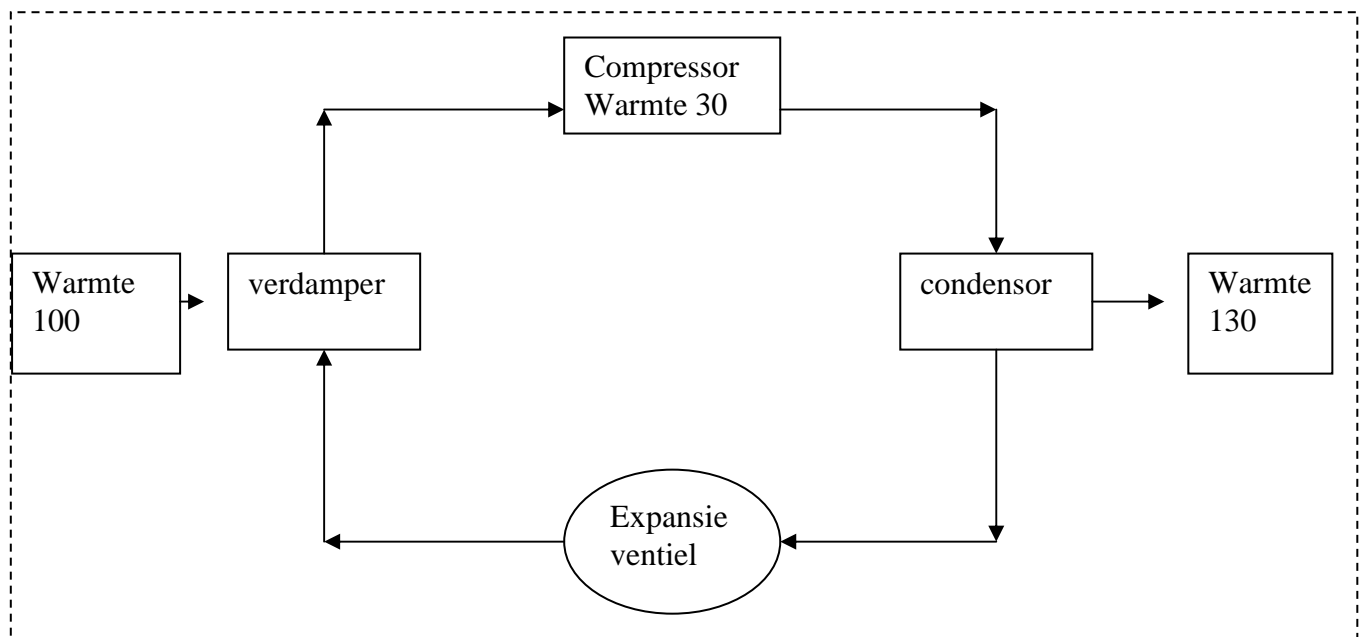 Compressor
Warmte 30
Warmte
100
verdamper
condensor
Warmte
130
Expansie
ventiel